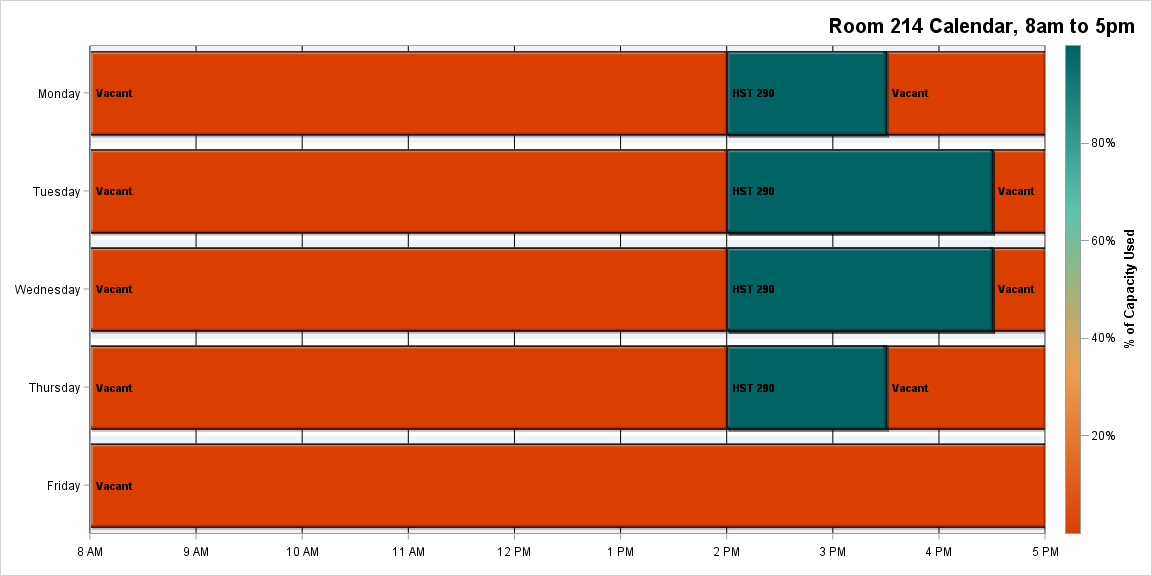 Room 214 Calendar, 8am to 5pm
Monday Vacant HST 290 Vacant
80%
Tuesday Vacant HST 290 Vacant
60%
Wednesday Vacant HST 290 Vacant
% of Capacity Used
40%
Thursday Vacant HST 290 Vacant
20%
Friday Vacant
8 AM 9 AM 10 AM 11 AM 12 PM 1 PM 2 PM 3 PM 4 PM 5 PM